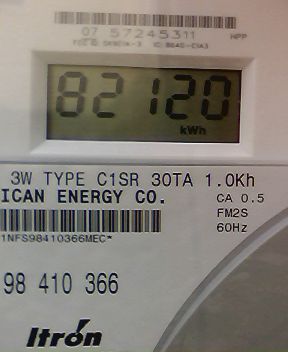 07 57245311 HPP
82120
kWh
3W TYPE C1SR 30TA 1.0Kh
ICAN ENERGY CO.
CA 0.5
FM2S
60Hz
1NFS98410366MEC*
98 410 366
Itron